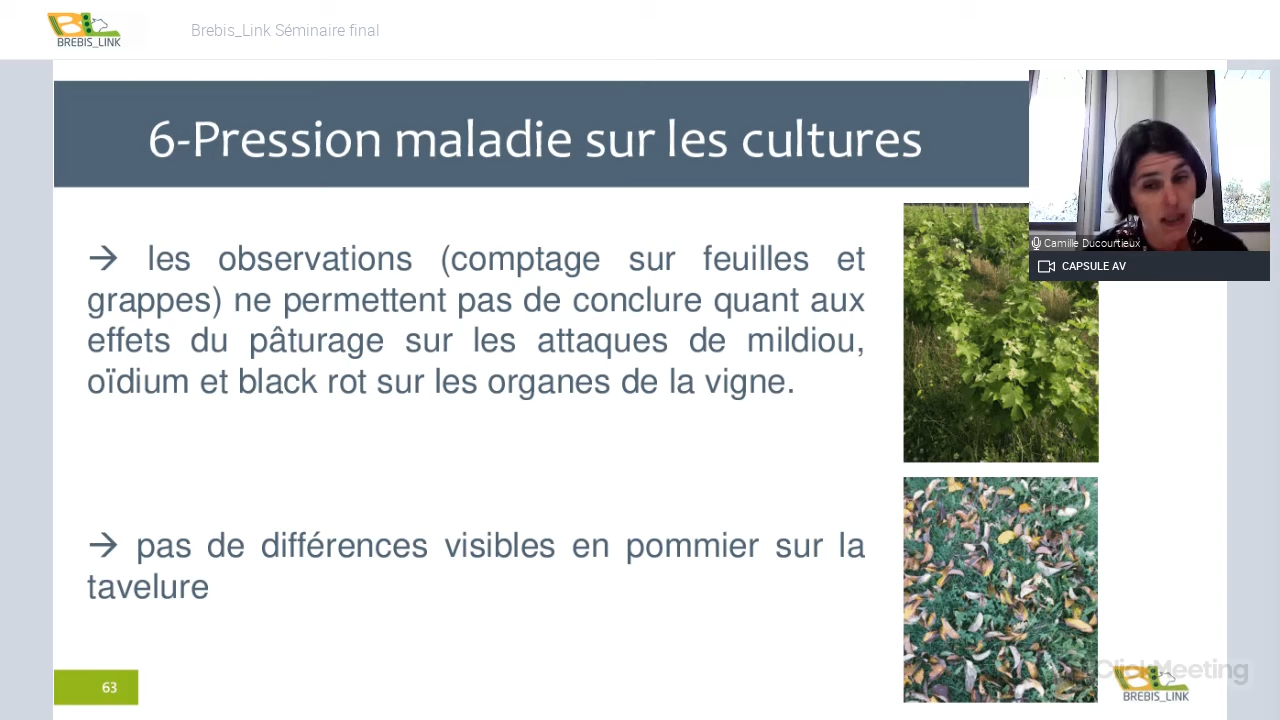 BL
BREBIS_LINK
Brebis_Link Séminaire final
6-Pression maladie sur les cultures
Camille Ducourtieux
CAPSULE AV
→ les observations (comptage sur feuilles et
grappes) ne permettent pas de conclure quant aux
effets du pâturage sur les attaques de mildiou,
oïdium et black rot sur les organes de la vigne.
→ pas de différences visibles en pommier sur la
tavelure
63
ClickMeeting
BL
BREBIS_LINK